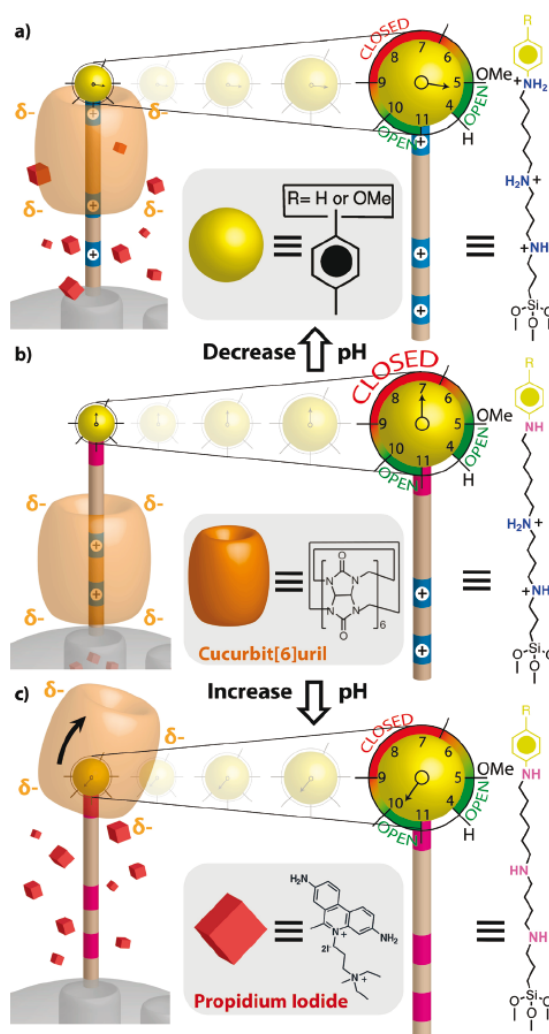 a)
δ-
δ-
δ-
δ-
+
+
+
CLOSED
6
7
8
9
10
11
4
5
OPEN
OPEN
OMe
H
+
+
+
R
NH2
+
H2N
+
NH
+
Si
O
O
O
R= H or OMe
≡
≡
Decrease
pH
b)
δ-
δ-
δ-
δ-
+
+
CLOSED
6
7
8
9
10
11
4
5
OPEN
OPEN
OMe
H
+
+
R
NH
H2N
+
NH
+
Si
O
O
O
≡
≡
O
N
N
N
N
O
6
Cucurbit[6]uril
Increase
pH
c)
δ-
δ-
δ-
δ-
CLOSED
6
7
8
9
10
11
4
5
OPEN
OPEN
OMe
H
R
NH
HN
NH
Si
O
O
O
≡
≡
H2N
NH2
N+
2I-
N+
Propidium Iodide